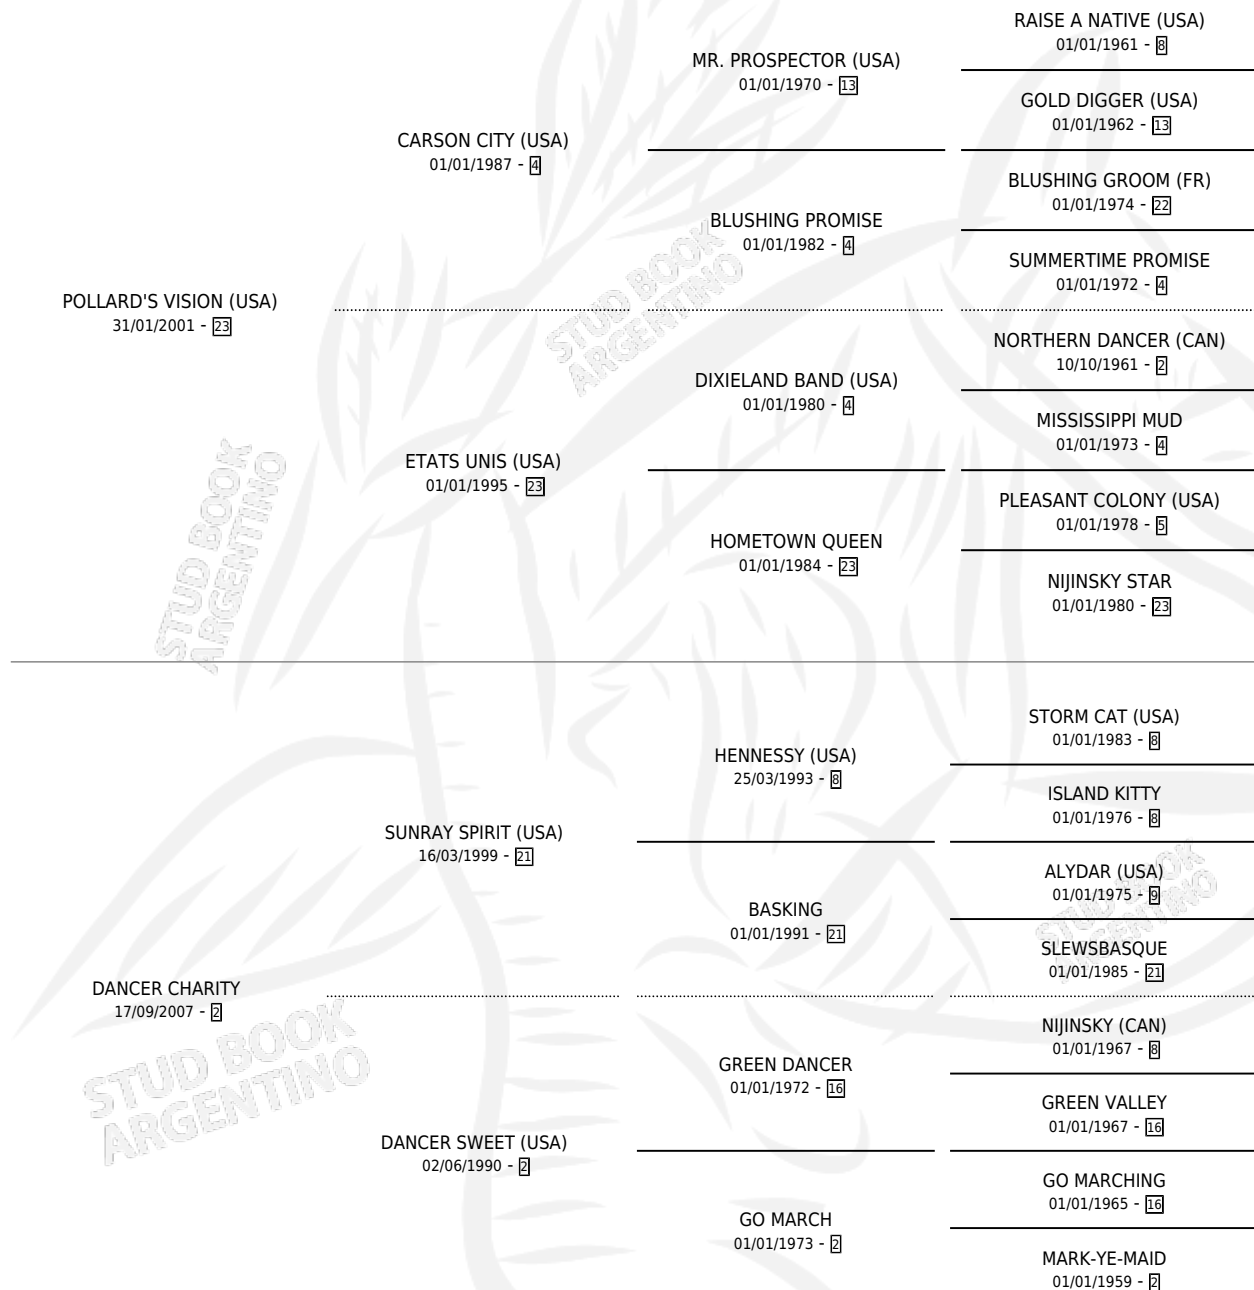 RAISE A NATIVE (USA)
01/01/1961 - 8
MR. PROSPECTOR (USA)
01/01/1970 - 13
GOLD DIGGER (USA)
01/01/1962 - 13
CARSON CITY (USA)
01/01/1987 - 4
BLUSHING GROOM (FR)
01/01/1974 - 22
BLUSHING PROMISE
01/01/1982 - 4
SUMMERTIME PROMISE
01/01/1972 - 4
POLLARD'S VISION (USA)
31/01/2001 - 23
STUD BOOK
ARGENTINO
NORTHERN DANCER (CAN)
10/10/1961 - 2
DIXIELAND BAND (USA)
01/01/1980 - 4
MISSISSIPPI MUD
01/01/1973 - 4
ETATS UNIS (USA)
01/01/1995 - 23
PLEASANT COLONY (USA)
01/01/1978 - 5
HOMETOWN QUEEN
01/01/1984 - 23
NIJINSKY STAR
01/01/1980 - 23
STUD BOOK
ARGENTINO
STORM CAT (USA)
01/01/1983 - 8
HENNESSY (USA)
25/03/1993 - 8
ISLAND KITTY
01/01/1976 - 8
SUNRAY SPIRIT (USA)
16/03/1999 - 21
ALYDAR (USA)
01/01/1975 - 9
BASKING
01/01/1991 - 21
STUD BOOK
ARGENTINO
SLEWSBASQUE
01/01/1985 - 21
DANCER CHARITY
17/09/2007 - 2
STUD BOOK
ARGENTINO
NIJINSKY (CAN)
01/01/1967 - 8
GREEN DANCER
01/01/1972 - 16
GREEN VALLEY
01/01/1967 - 16
DANCER SWEET (USA)
02/06/1990 - 2
GO MARCHING
01/01/1965 - 16
GO MARCH
01/01/1973 - 2
MARK-YE-MAID
01/01/1959 - 2